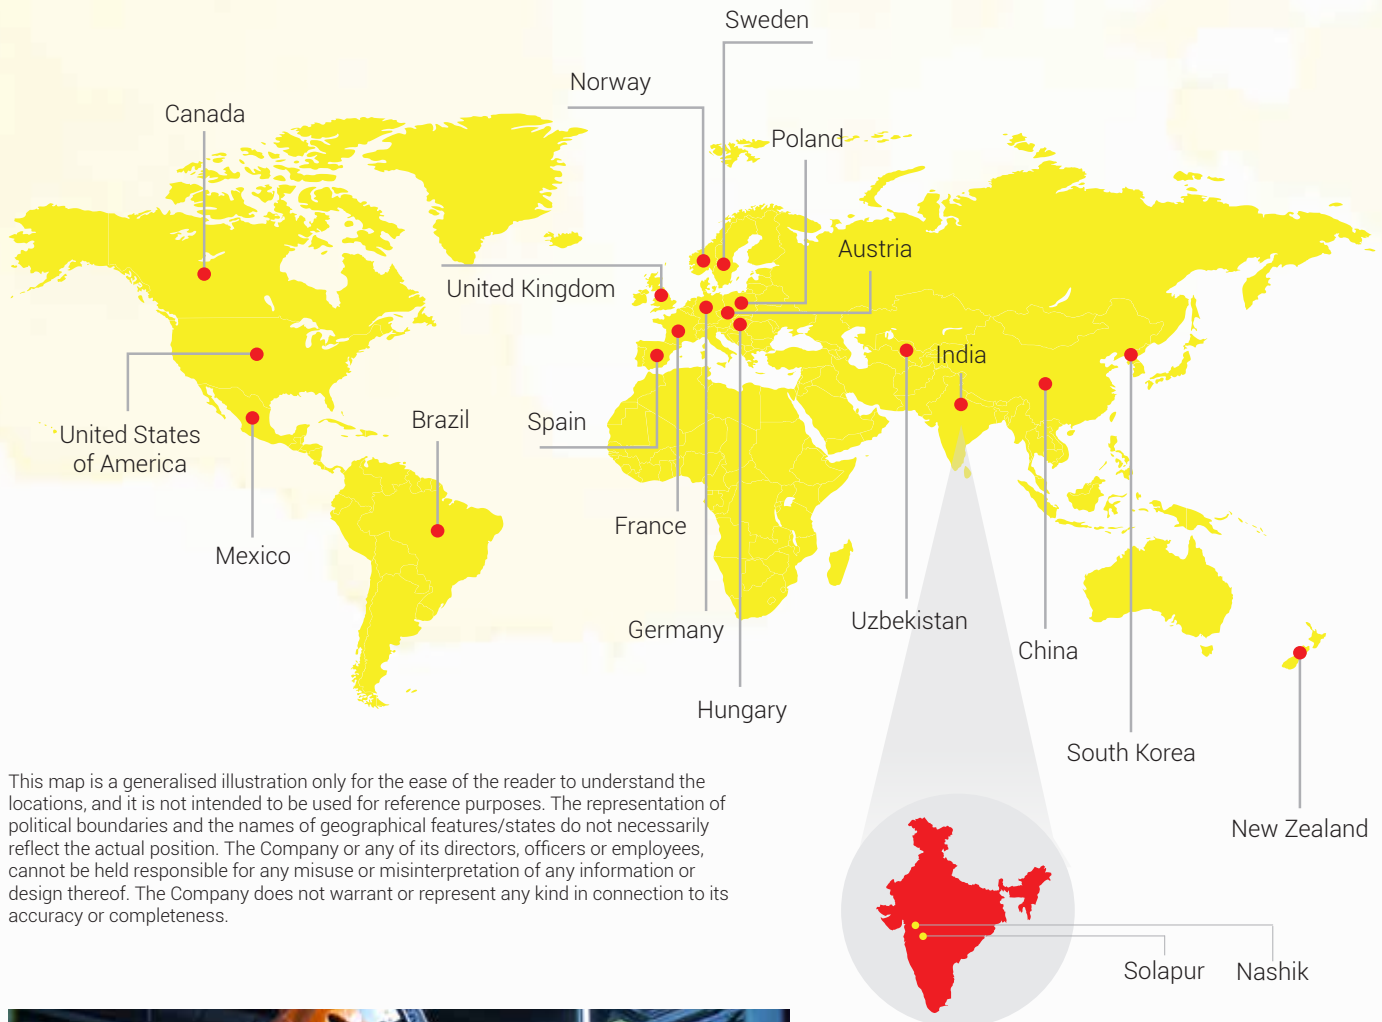 Sweden
Norway
Canada
Poland
Austria
United Kingdom
India
Brazil
Spain
United States
of America
France
Mexico
Uzbekistan
Germany
China
Hungary
South Korea
New Zealand
This map is a generalised illustration only for the ease of the reader to understand the
locations, and it is not intended to be used for reference purposes. The representation of
political boundaries and the names of geographical features/states do not necessarily
reflect the actual position. The Company or any of its directors, officers or employees,
cannot be held responsible for any misuse or misinterpretation of any information or
design thereof. The Company does not warrant or represent any kind in connection to its
accuracy or completeness.
Solapur
Nashik